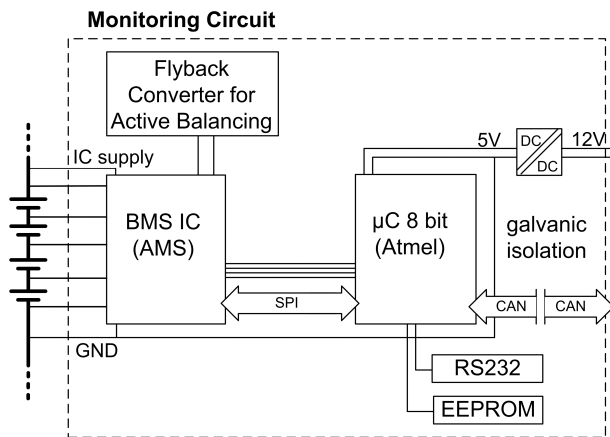 Monitoring Circuit
Flyback
Converter for
Active Balancing
IC supply
5V
DC
DC
12V
BMS IC
(AMS)
µC 8 bit
(Atmel)
galvanic
isolation
SPI
CAN
CAN
GND
RS232
EEPROM